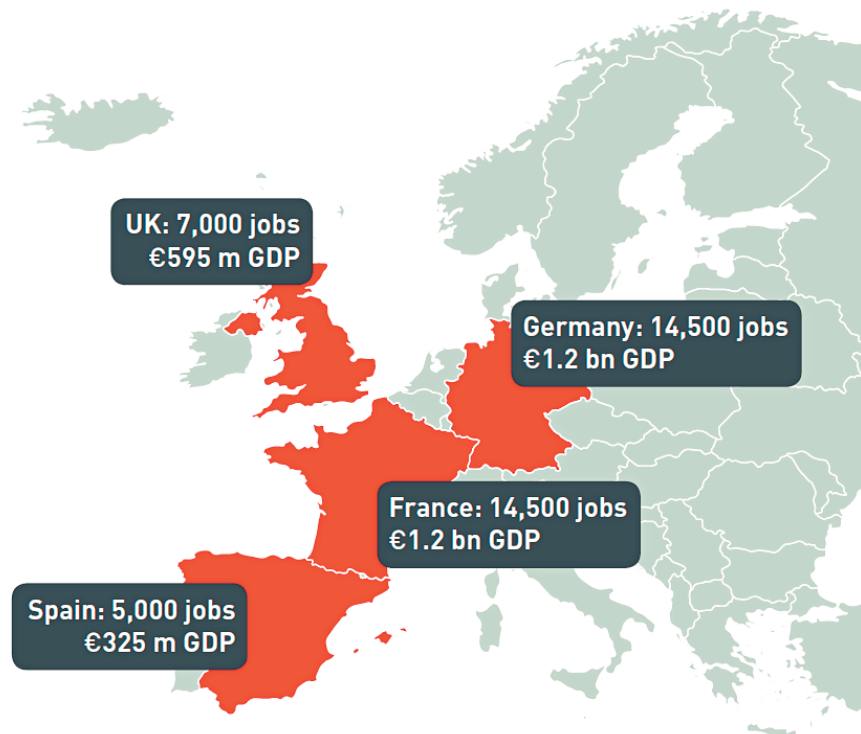 UK: 7,000 jobs
€595 m GDP
Germany: 14,500 jobs
€1.2 bn GDP
France: 14,500 jobs
€1.2 bn GDP
Spain: 5,000 jobs
€325 m GDP